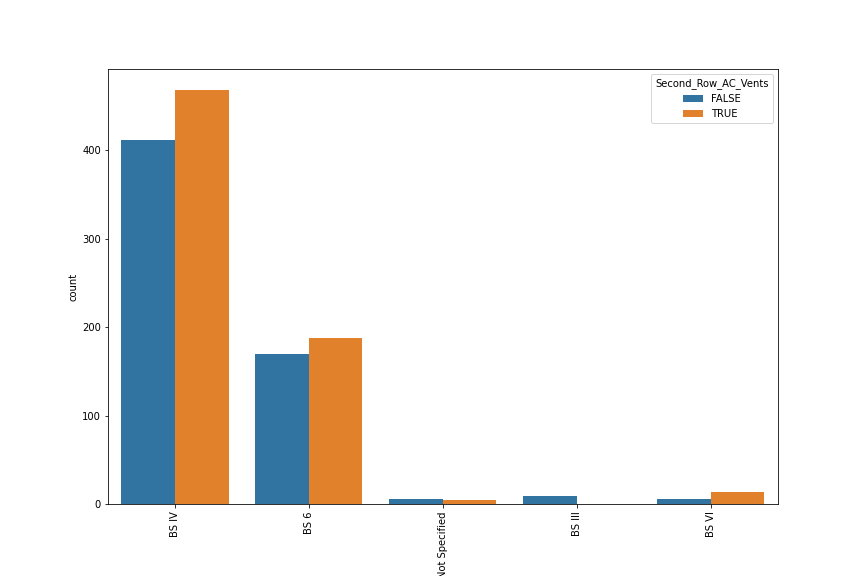 Second_Row_AC_Vents
FALSE
TRUE
count
400
300
200
100
0
BS IV
BS 6
Not Specified
BS III
BS VI